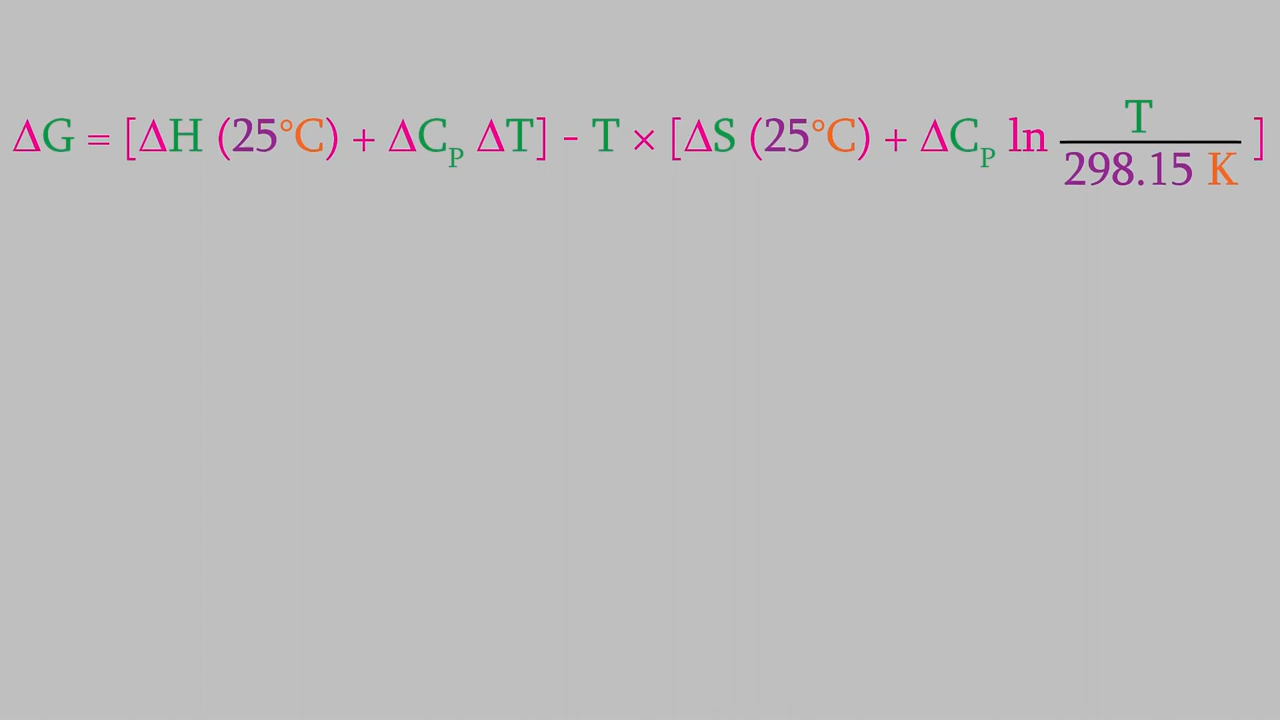 ΔG = [ΔH (25°C) + ΔC_P ΔT] - T × [ΔS (25°C) + ΔC_P ln T/298.15 K ]